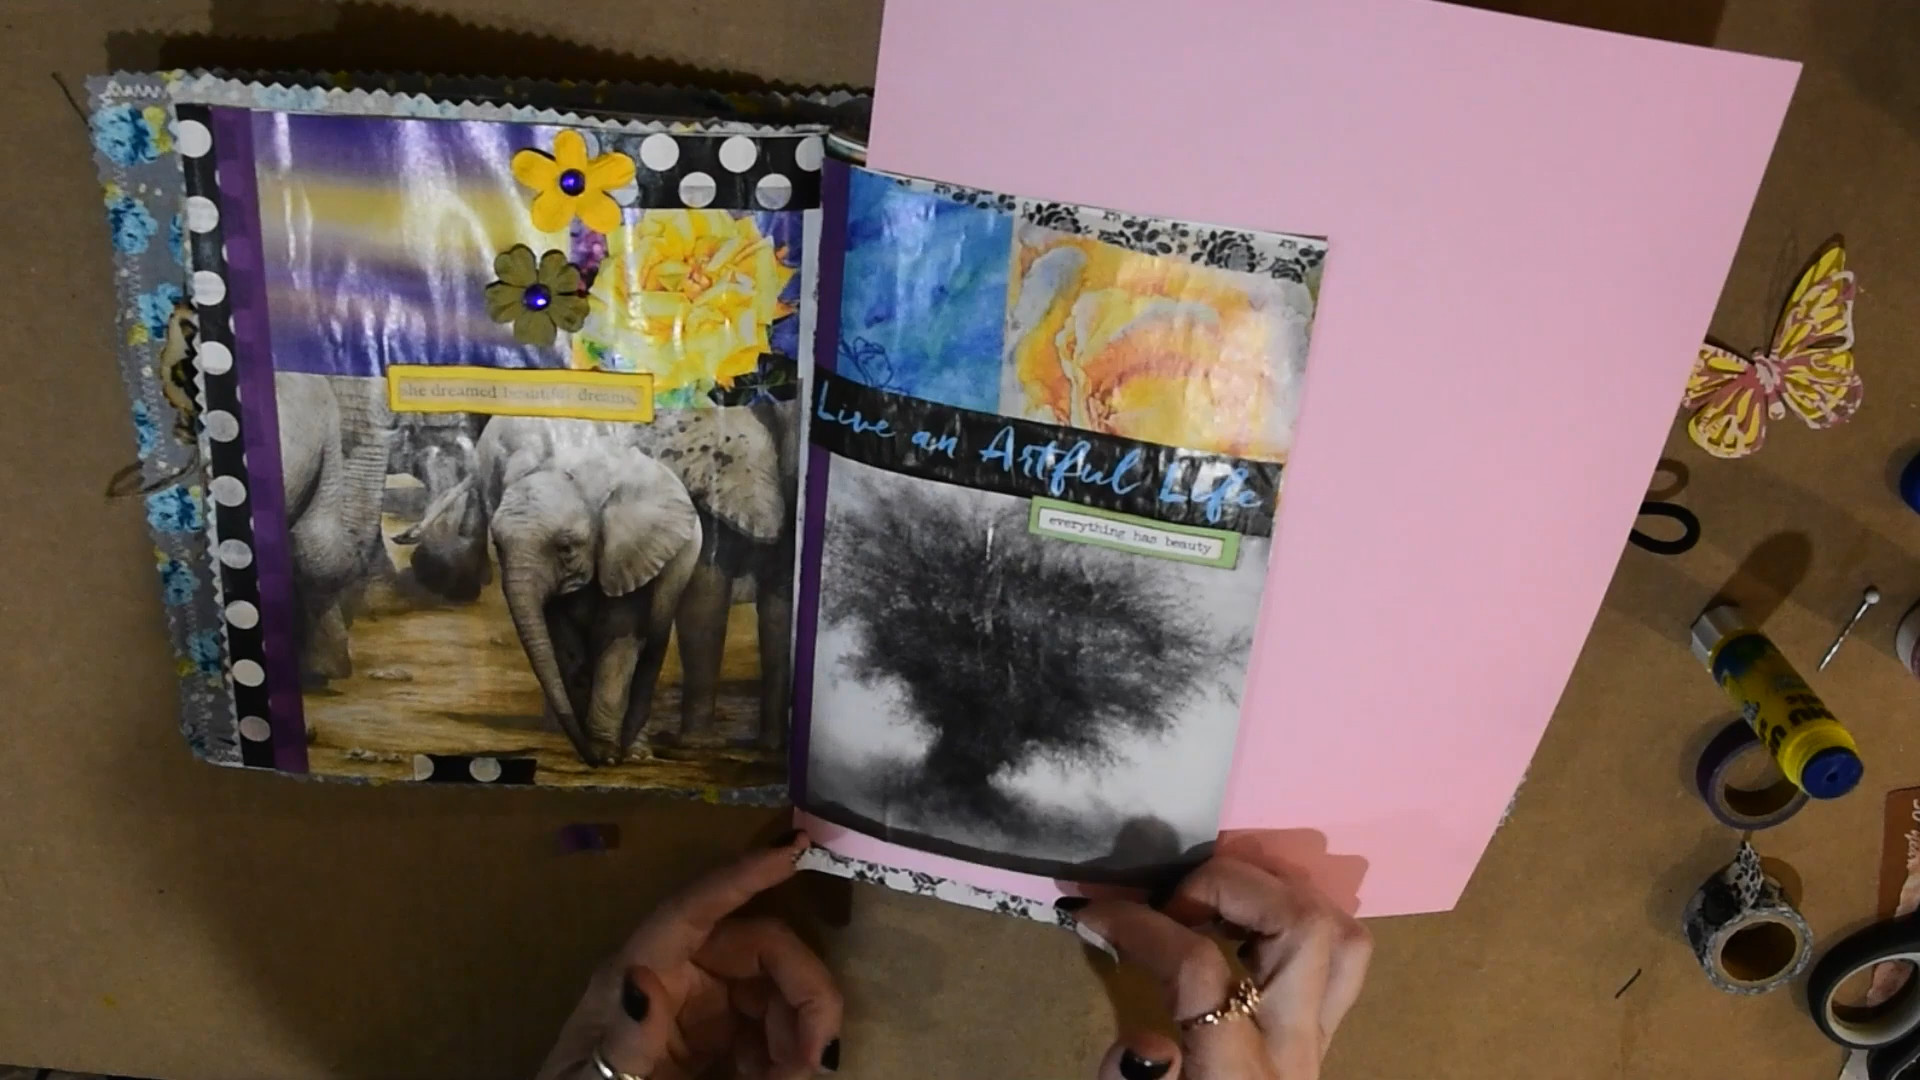 she dreamed beautiful dreams,
Live an Artful Life
everything has beauty